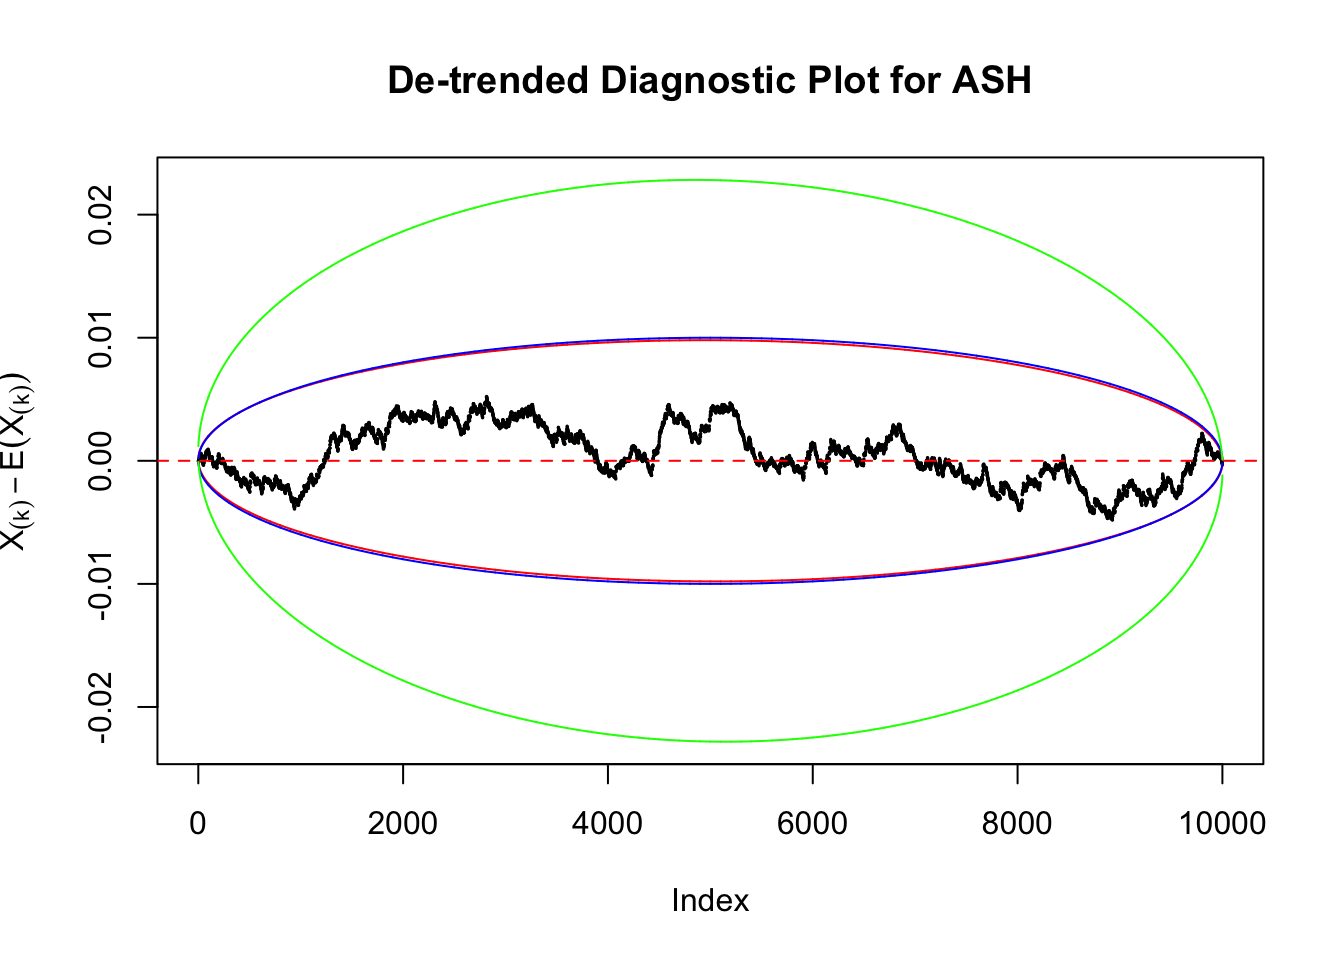 De-trended Diagnostic Plot for ASH
X(k) − E(X(k))
0.02
0.01
0.00
-0.01
-0.02
0 2000 4000 6000 8000 10000
Index